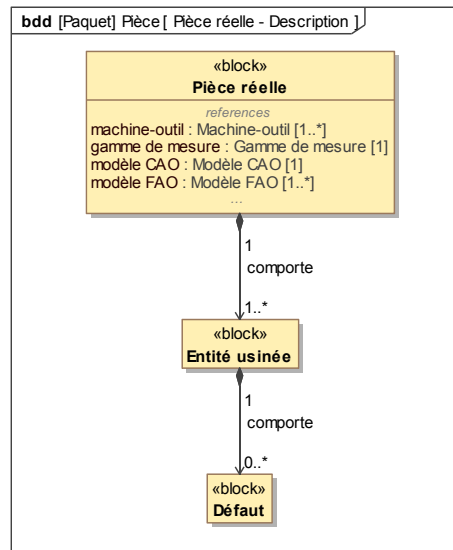 bdd [Paquet] Pièce [ Pièce réelle - Description ]
«block»
Pièce réelle
references
machine-outil : Machine-outil [1..*]
gamme de mesure : Gamme de mesure [1]
modèle CAO : Modèle CAO [1]
modèle FAO : Modèle FAO [1..*]
...
1
comporte
1..*
«block»
Entité usinée
1
comporte
0..*
«block»
Défaut